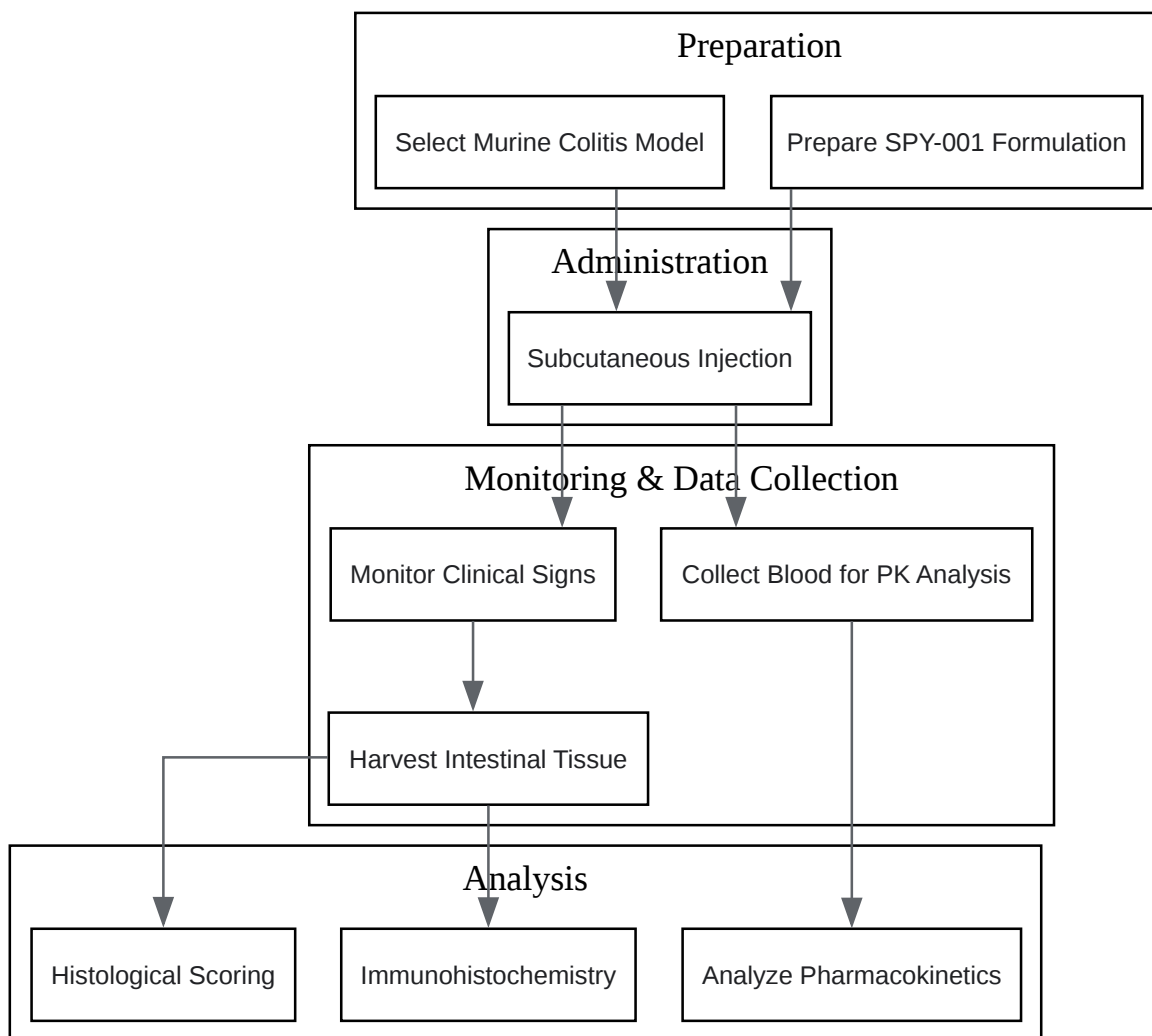 Preparation
Select Murine Colitis Model
Prepare SPY-001 Formulation
Administration
Subcutaneous Injection
Monitoring & Data Collection
Monitor Clinical Signs
Collect Blood for PK Analysis
Harvest Intestinal Tissue
Analysis
Histological Scoring
Immunohistochemistry
Analyze Pharmacokinetics